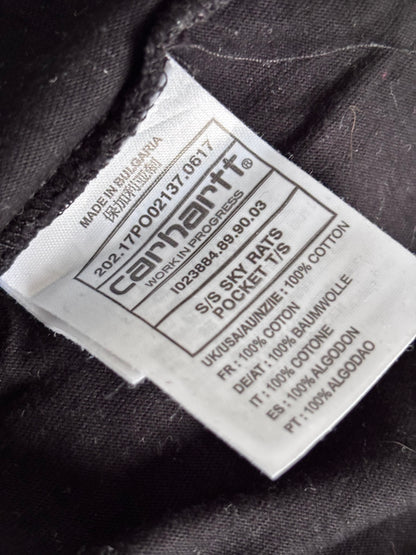 MADE IN BULGARIA
保加利亚制
202.17PO02137.0617
carhartt®
WORK IN PROGRESS
I023884.89.90.03
S/S SKY RATS
POCKET T/S
UK/USA/AU/NZ/IE: 100% COTTON
FR: 100% COTON
DE/AT: 100% BAUMWOLLE
IT: 100% COTONE
ES: 100% ALGODON
PT: 100% ALGODAO